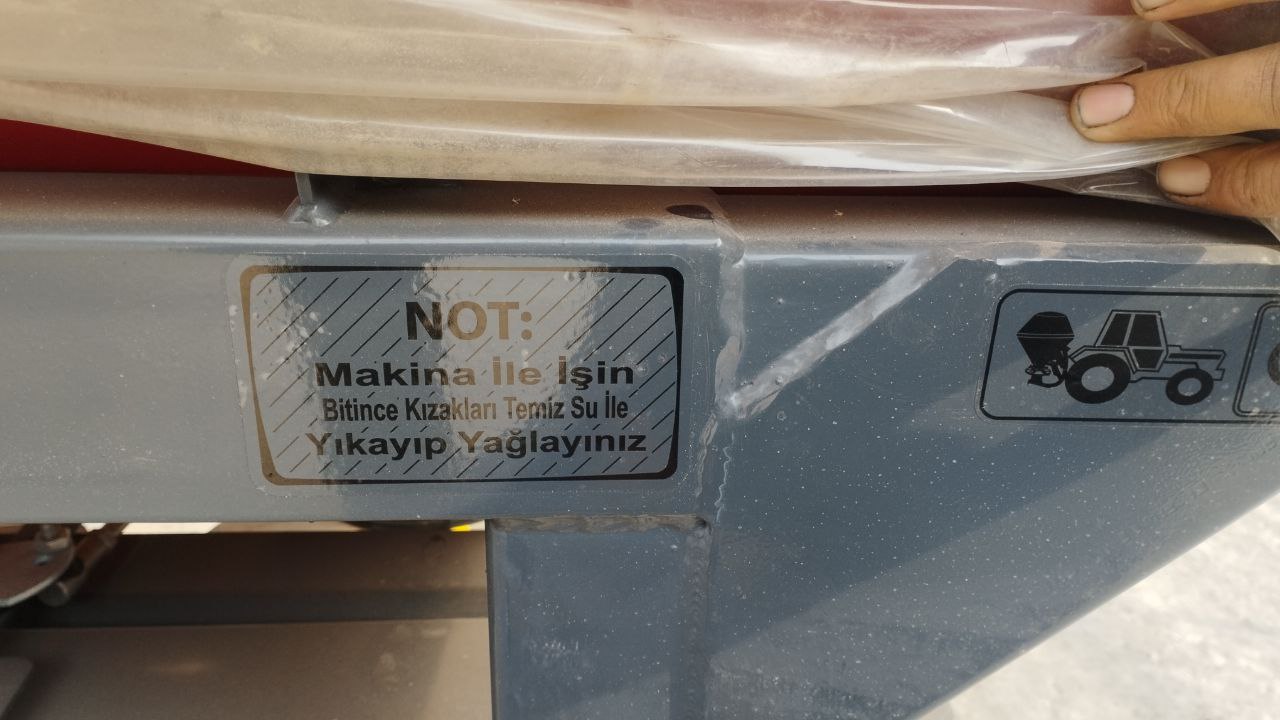 NOT:
Makina İle İşin
Bitince Kızakları Temiz Su İle
Yıkayıp Yağlayınız